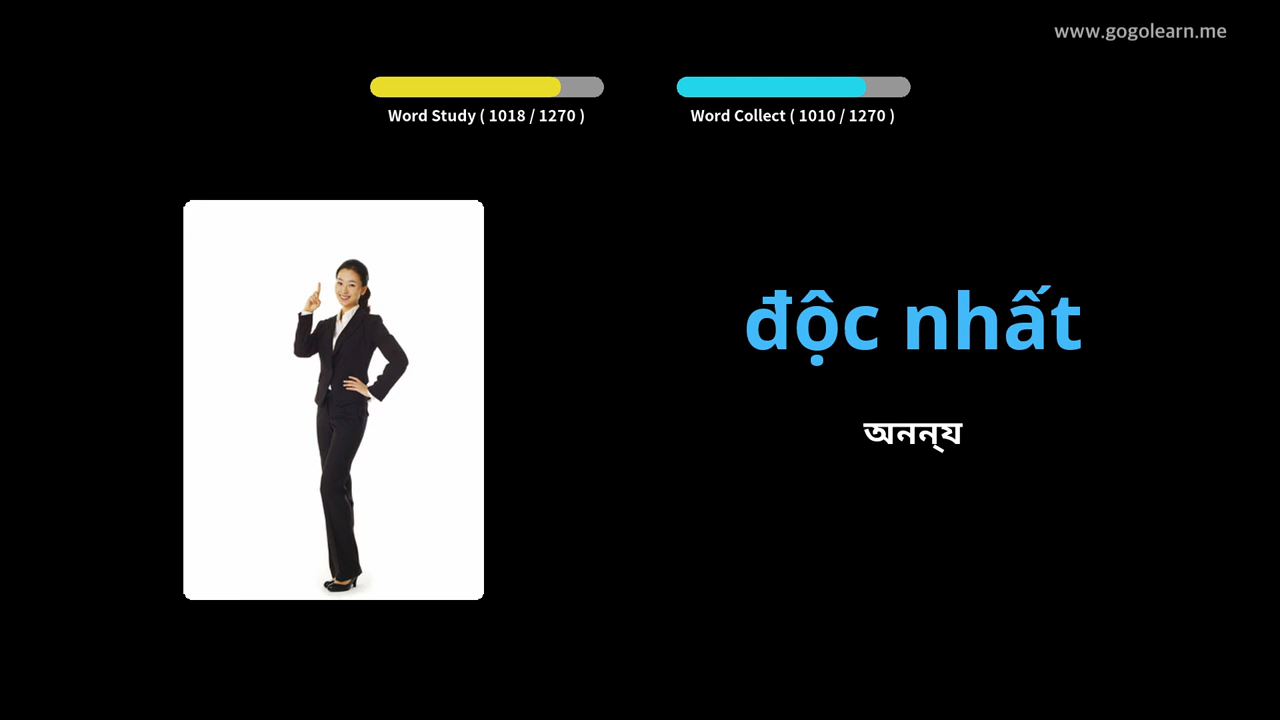 www.gogolearn.me
Word Study ( 1018 / 1270 )
Word Collect ( 1010 / 1270 )
độc nhất
অনন্য